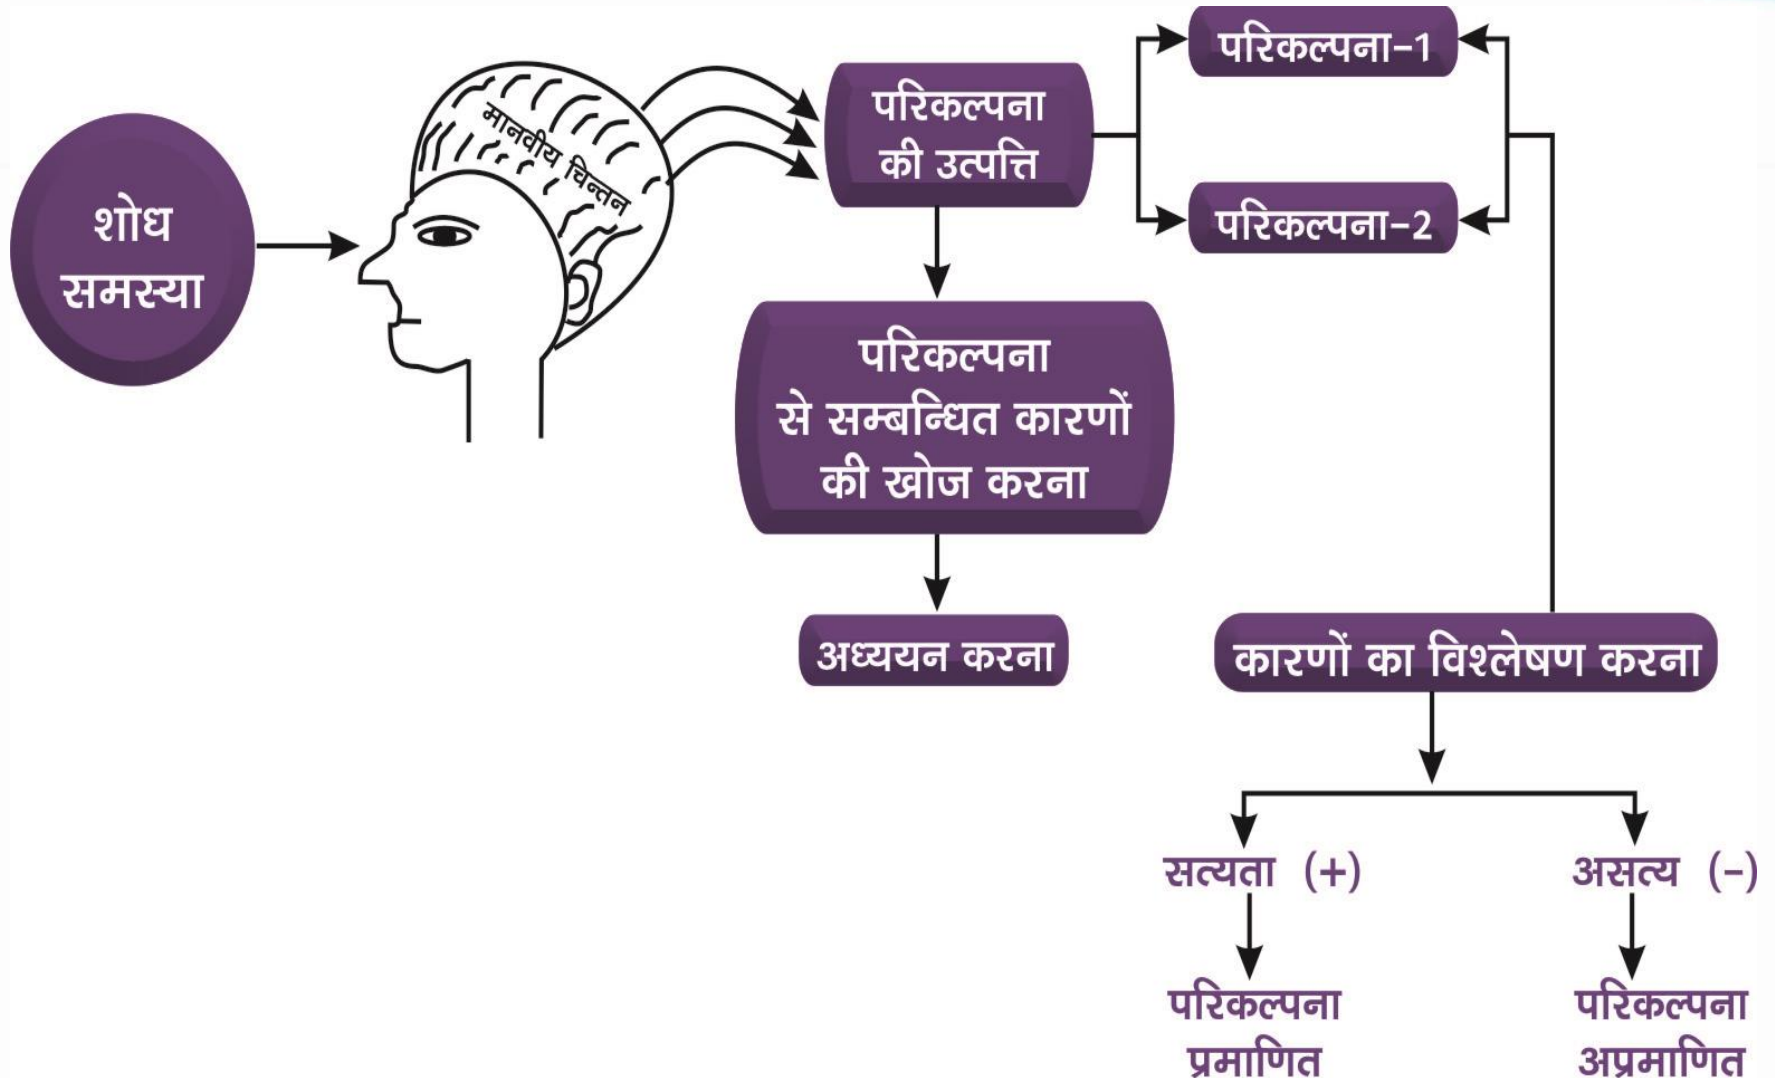 शोध
समस्या
मानवीय चिन्तन
परिकल्पना
की उत्पत्ति
परिकल्पना-1
परिकल्पना-2
परिकल्पना
से सम्बन्धित कारणों
की खोज करना
अध्ययन करना
कारणों का विश्लेषण करना
सत्यता (+)
असत्य (-)
परिकल्पना
प्रमाणित
परिकल्पना
अप्रमाणित